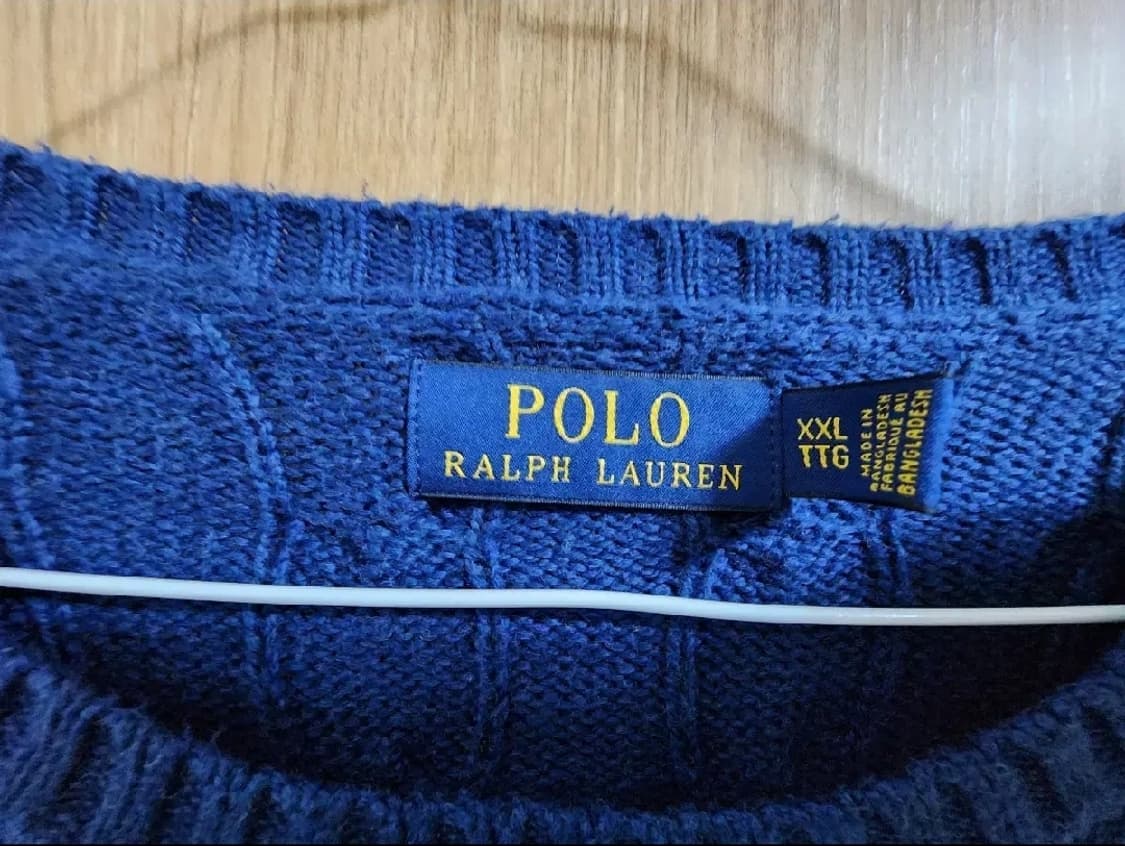 POLO
RALPH LAUREN
XXL
TTG
MADE IN
BANGLADESH
FABRIQUÉ AU
BANGLADESH